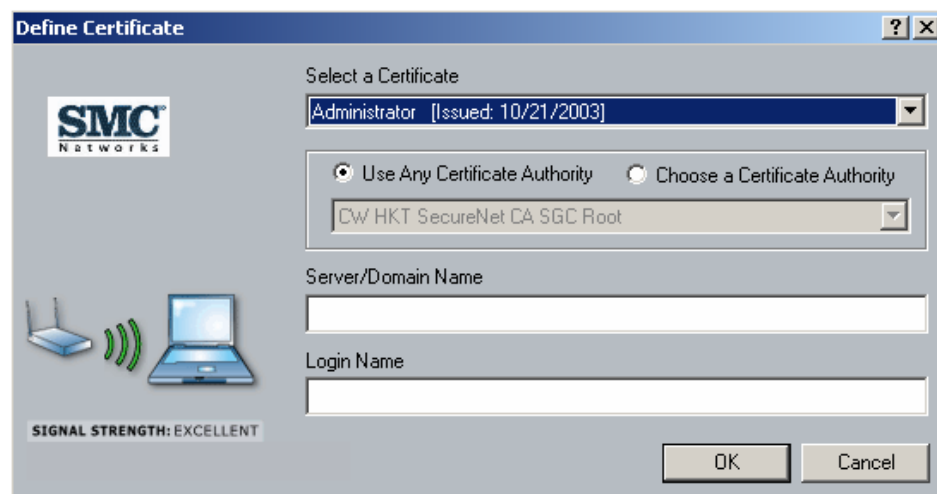 Define Certificate
SMC®
Networks
Select a Certificate
Administrator [Issued: 10/21/2003]
Use Any Certificate Authority
Choose a Certificate Authority
CW HKT SecureNet CA SGC Root
Server/Domain Name
Login Name
SIGNAL STRENGTH: EXCELLENT
OK
Cancel